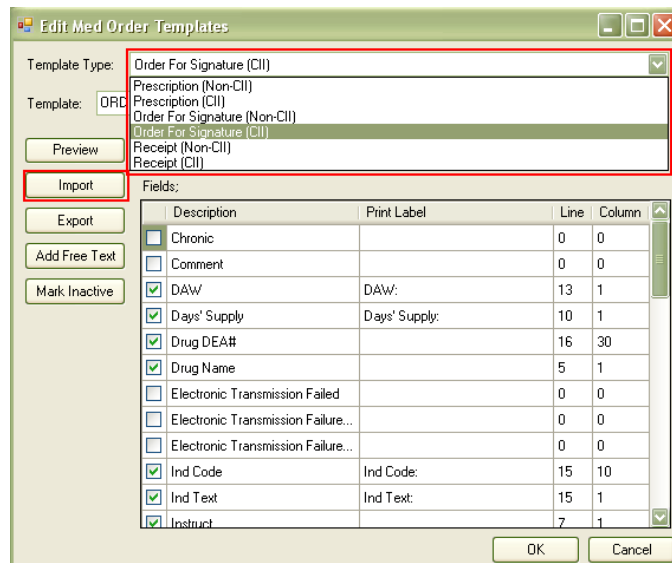 Edit Med Order Templates
Template Type: Order For Signature (CII)
Prescription (Non-CII)
Prescription (CII)
Order For Signature (Non-CII)
Order For Signature (CII)
Receipt (Non-CII)
Receipt (CII)
Template: ORD
Preview
Import
Export
Add Free Text
Mark Inactive
Fields;
Description Print Label Line Column
Chronic 0 0
Comment 0 0
DAW DAW: 13 1
Days' Supply Days' Supply: 10 1
Drug DEA# 16 30
Drug Name 5 1
Electronic Transmission Failed 0 0
Electronic Transmission Failure... 0 0
Electronic Transmission Failure... 0 0
Ind Code Ind Code: 15 10
Ind Text Ind Text: 15 1
Instruct 7 1
OK Cancel